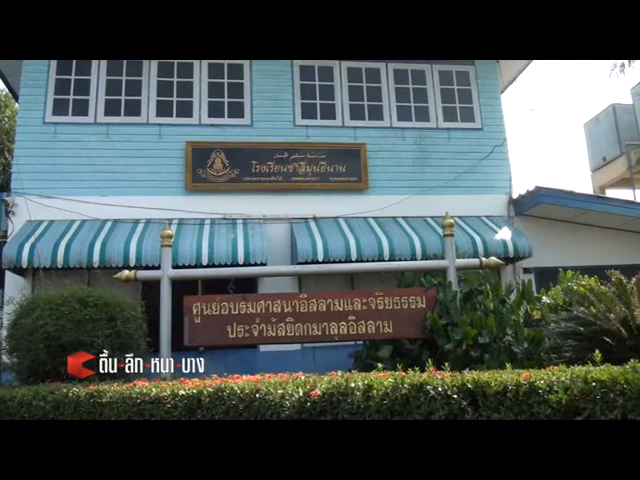 โรงเรียนซาลีมุนอีนาน
ศูนย์อบรมศาสนาอิสลามและจริยธรรม
ประจำมัสยิดกมาลุลอิสลาม
ตื้น-ลึก-หนา-บาง